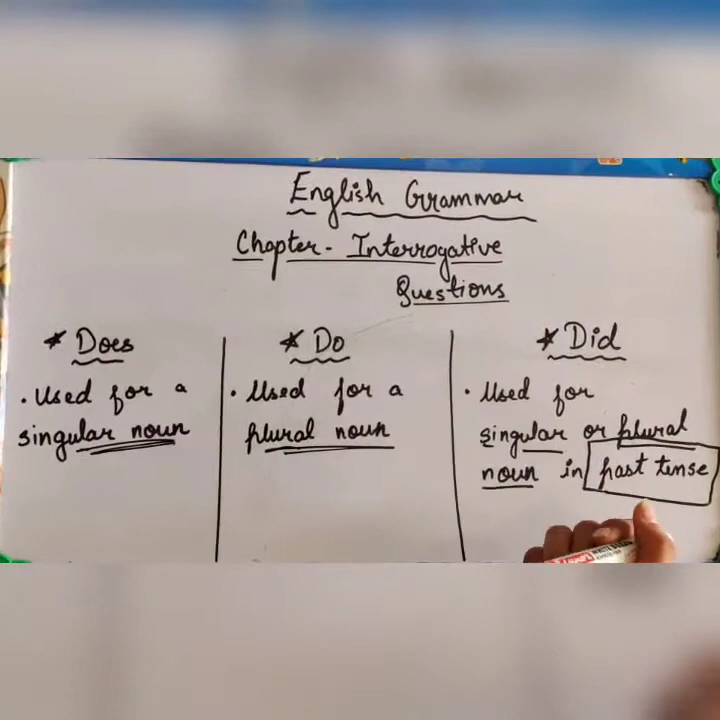 English Grammar
Chapter - Interrogative
Questions
* Does
• Used for a
singular noun
* Do
• Used for a
plural noun
* Did
• Used for
singular or plural
noun in past tense